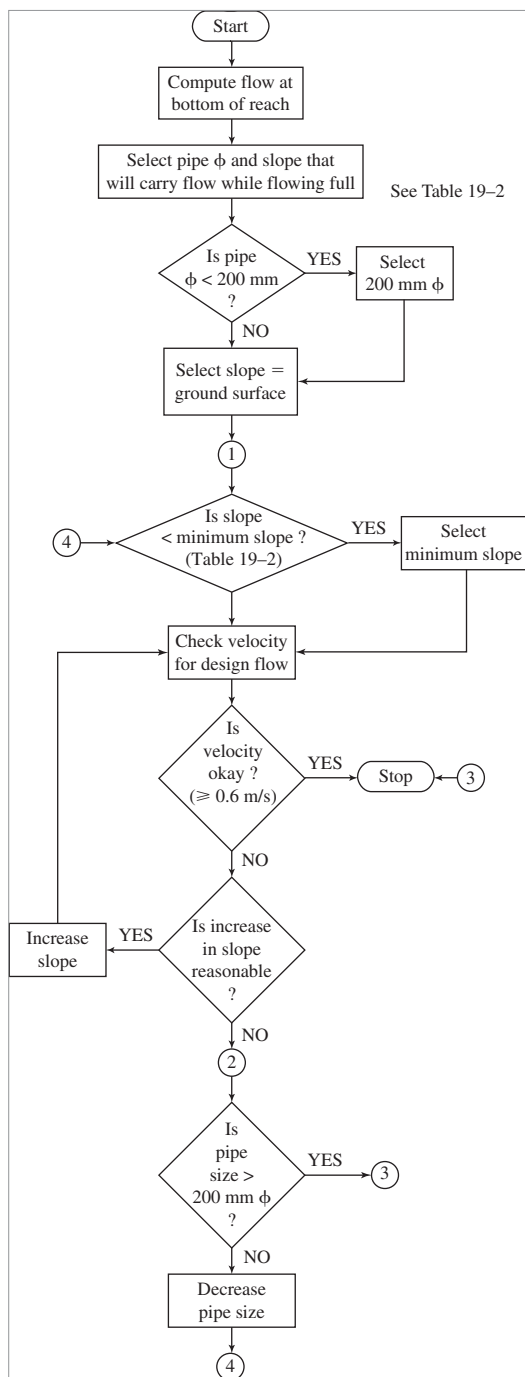 Start
Compute flow at
bottom of reach
Select pipe ϕ and slope that
will carry flow while flowing full
See Table 19–2
Is pipe
ϕ < 200 mm
?
YES
Select
200 mm ϕ
NO
Select slope =
ground surface
1
4
Is slope
< minimum slope ?
(Table 19–2)
YES
Select
minimum slope
Check velocity
for design flow
Is
velocity
okay ?
(⩾ 0.6 m/s)
YES
Stop
3
NO
Is increase
in slope
reasonable
?
YES
Increase
slope
NO
2
Is
pipe
size >
200 mm ϕ
?
YES
3
NO
Decrease
pipe size
4